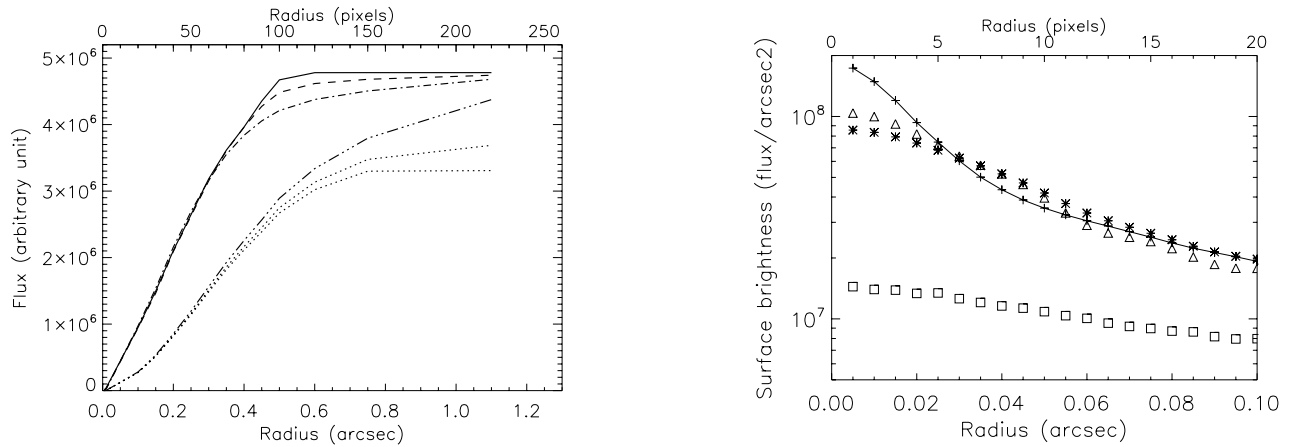 Radius (pixels)
0 50 100 150 200 250
5×10⁶
4×10⁶
3×10⁶
2×10⁶
1×10⁶
0
Flux (arbitrary unit)
0.0 0.2 0.4 0.6 0.8 1.0 1.2
Radius (arcsec)
Radius (pixels)
0 5 10 15 20
10⁸
10⁷
Surface brightness (flux/arcsec2)
0.00 0.02 0.04 0.06 0.08 0.10
Radius (arcsec)